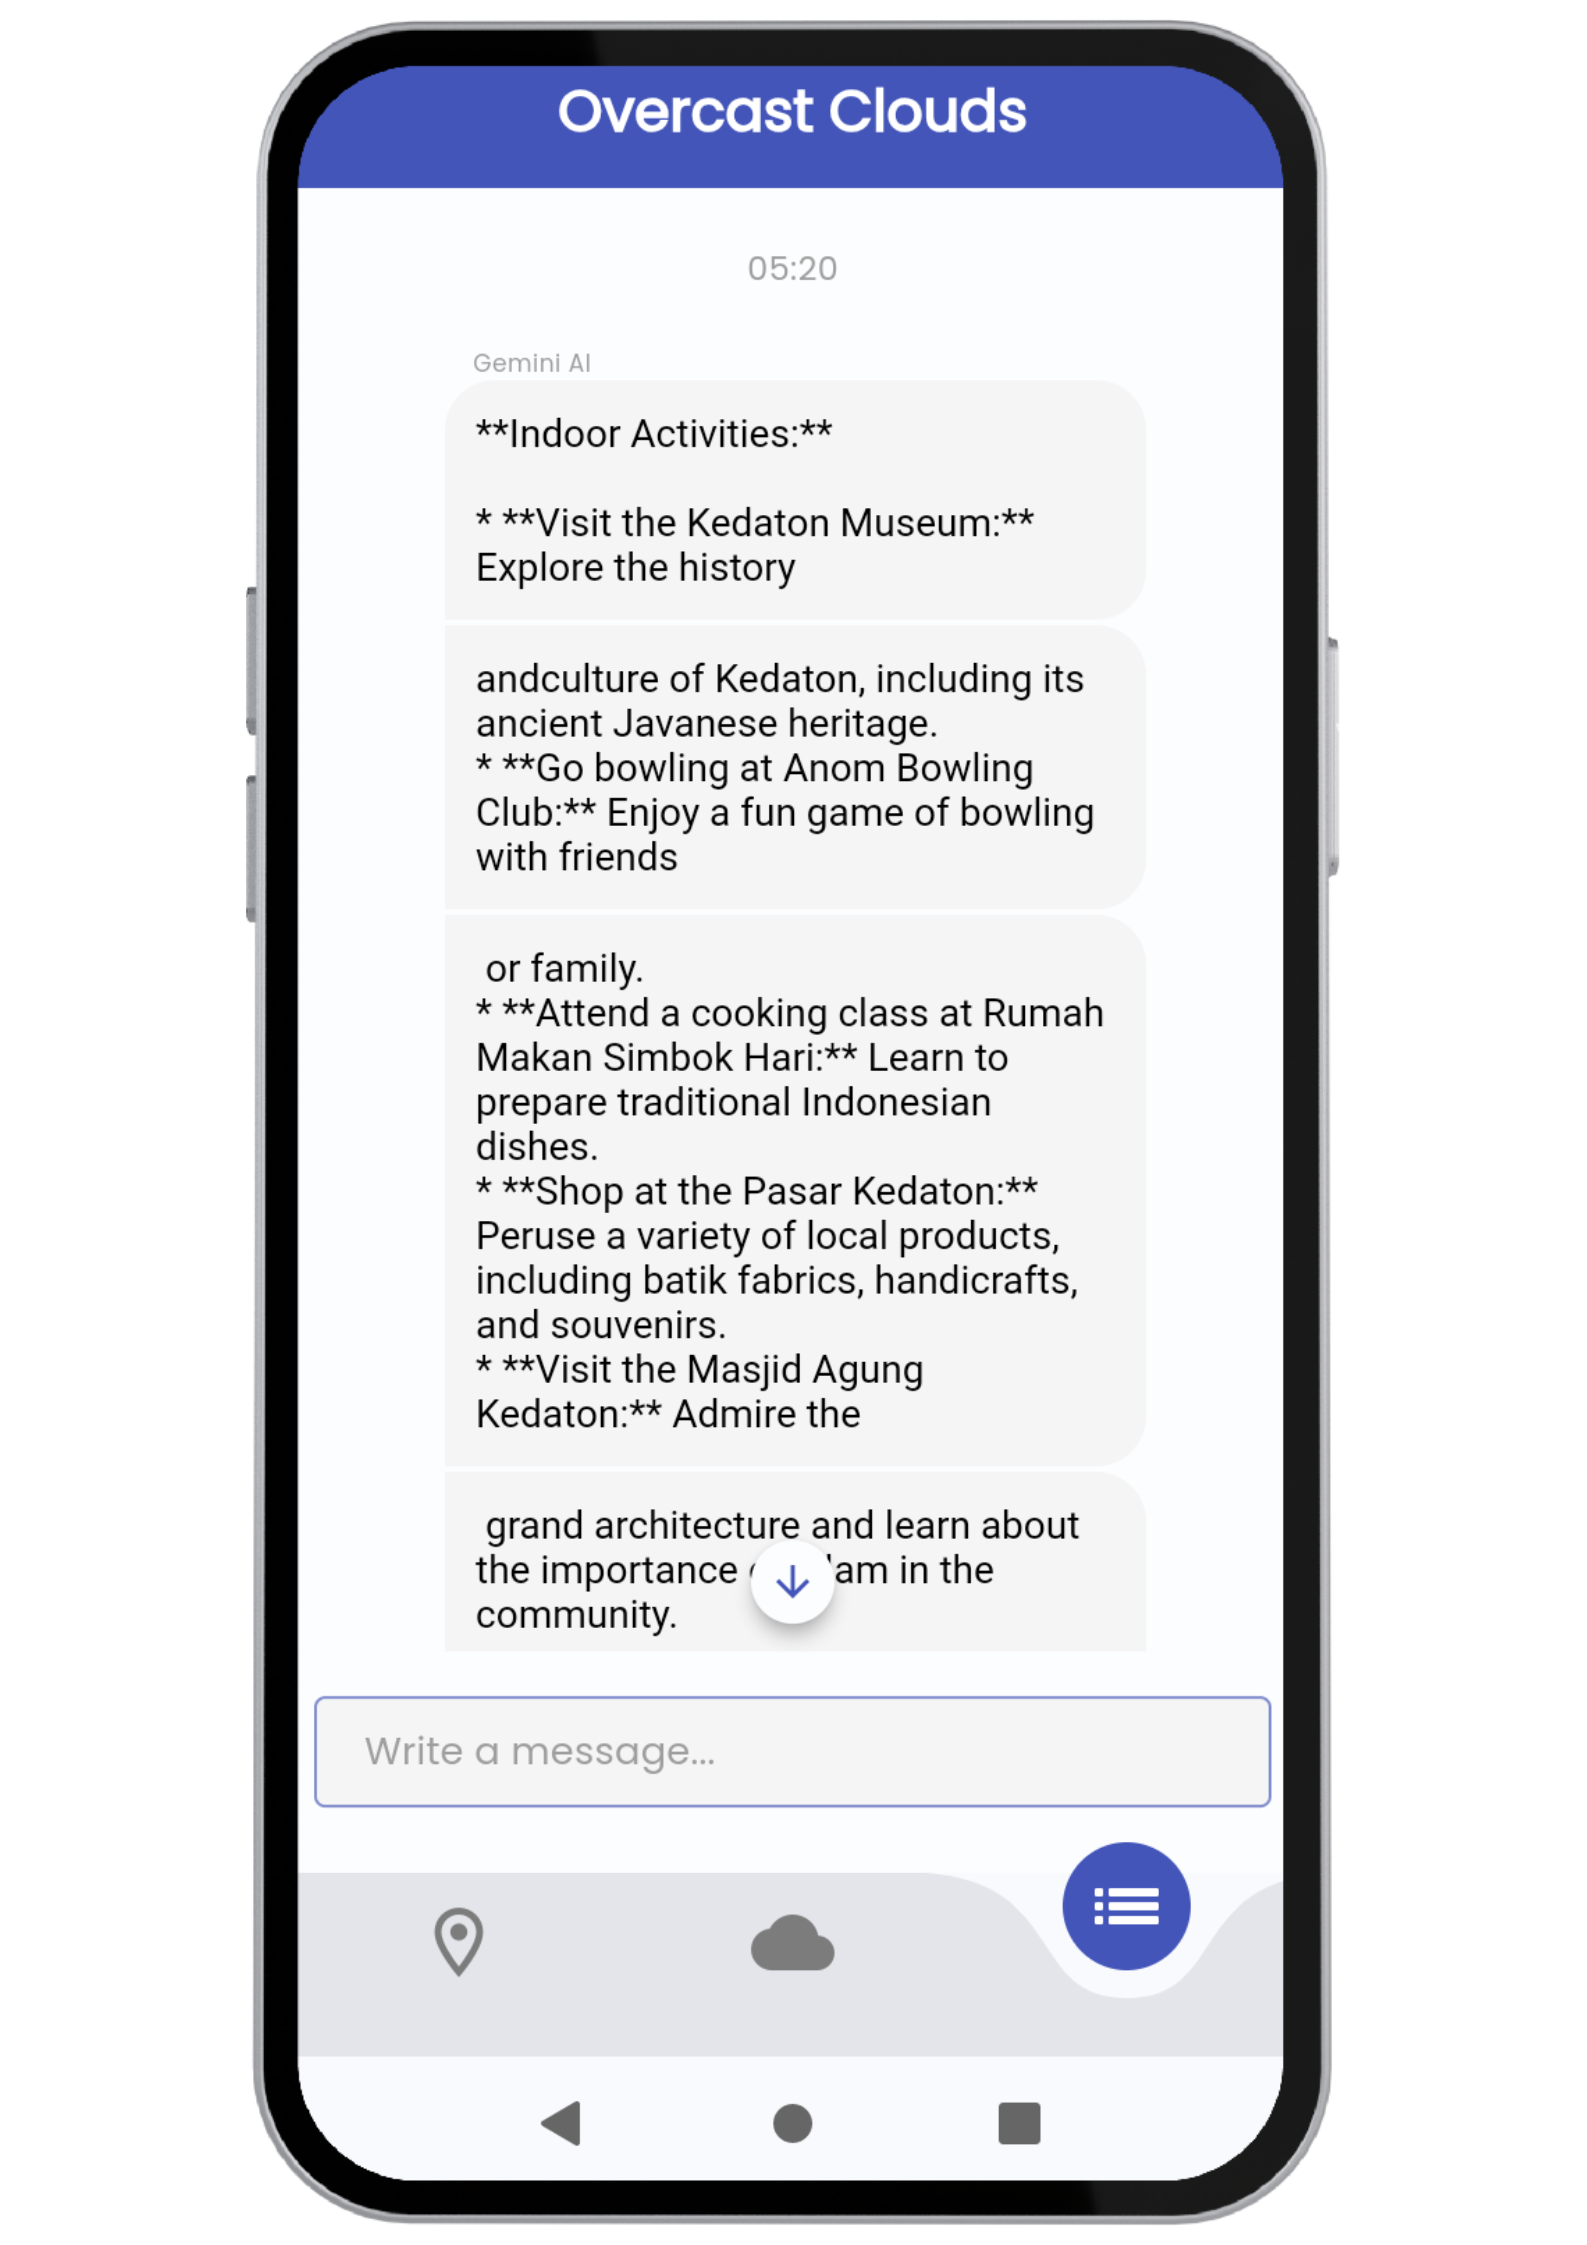 Overcast Clouds
05:20
Gemini AI
**Indoor Activities:**
* **Visit the Kedaton Museum:**
Explore the history
andculture of Kedaton, including its
ancient Javanese heritage.
* **Go bowling at Anom Bowling
Club:** Enjoy a fun game of bowling
with friends
or family.
* **Attend a cooking class at Rumah
Makan Simbok Hari:** Learn to
prepare traditional Indonesian
dishes.
* **Shop at the Pasar Kedaton:**
Peruse a variety of local products,
including batik fabrics, handicrafts,
and souvenirs.
* **Visit the Masjid Agung
Kedaton:** Admire the
grand architecture and learn about
the importance in the
community.
Write a message...